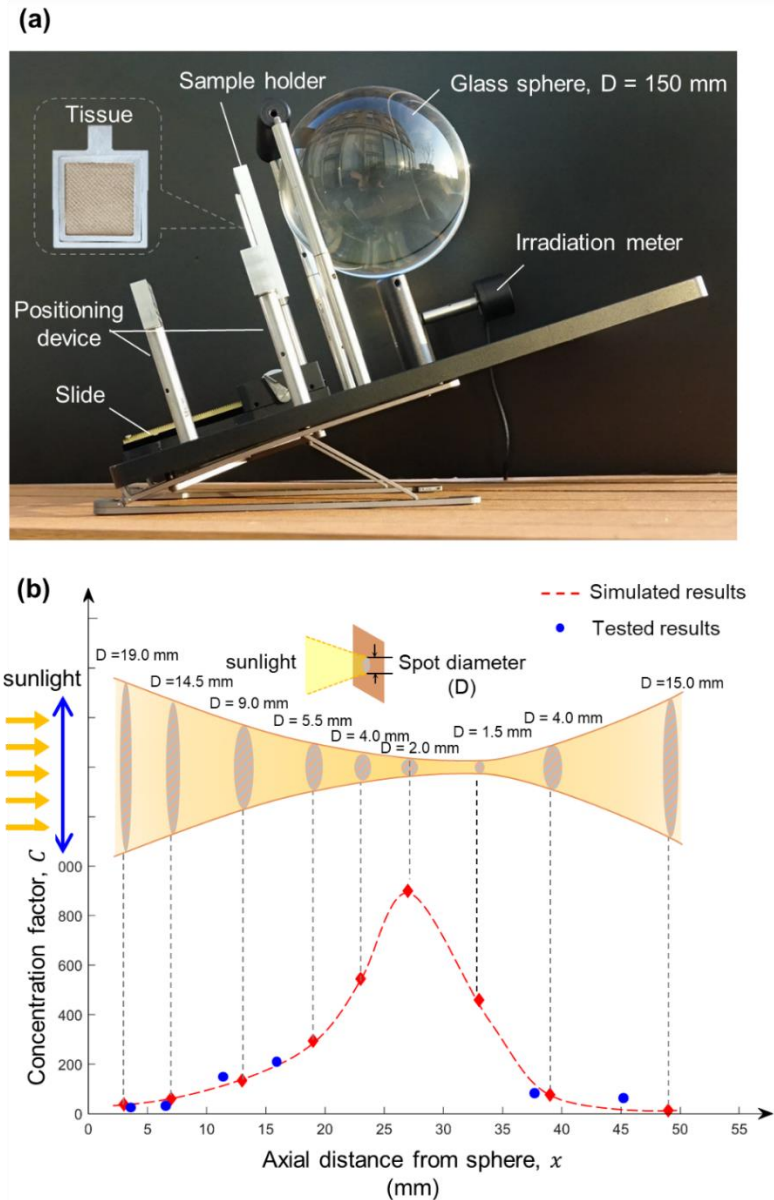 (a)
Sample holder
Glass sphere, D = 150 mm
Tissue
Irradiation meter
Positioning
device
Slide
(b)
Simulated results
Tested results
D = 19.0 mm
sunlight
D = 14.5 mm
D = 9.0 mm
D = 5.5 mm
D = 4.0 mm
D = 2.0 mm
sunlight
Spot diameter
(D)
D = 1.5 mm
D = 4.0 mm
D = 15.0 mm
Concentration factor, C
000
800
600
400
200
0
0 5 10 15 20 25 30 35 40 45 50 55
Axial distance from sphere, x
(mm)